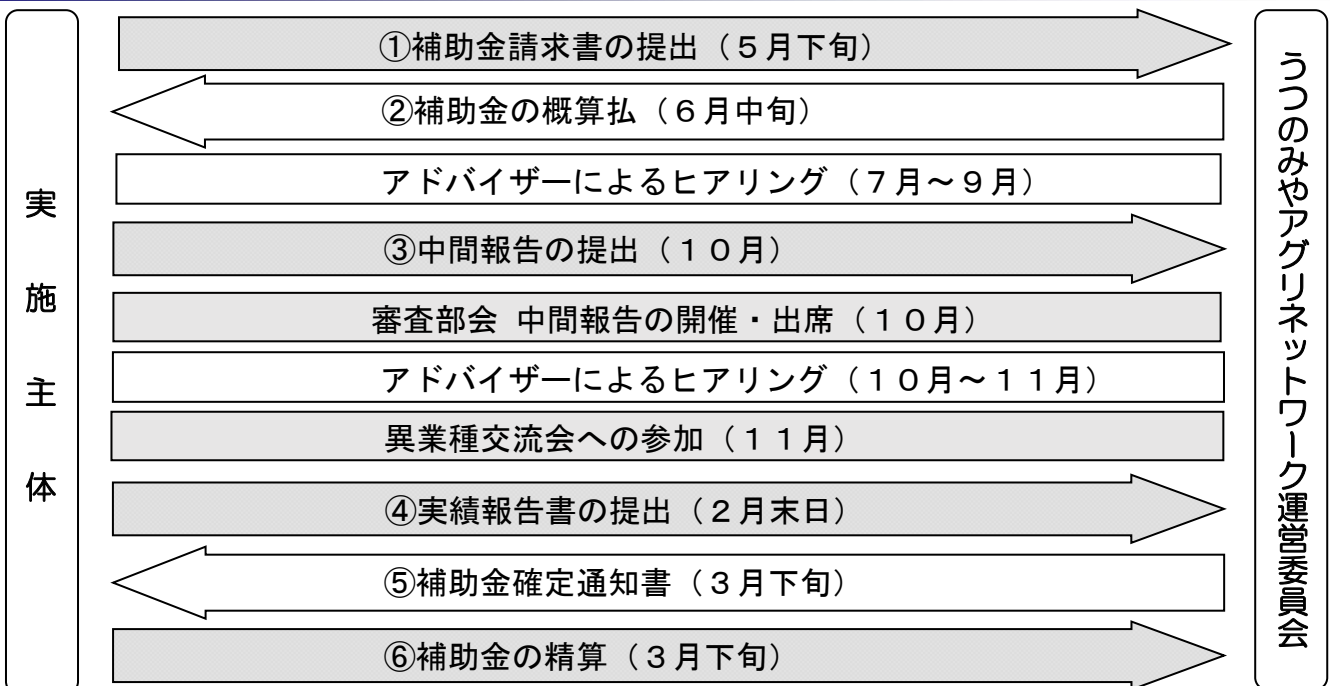 実施主体
①補助金請求書の提出（５月下旬）
②補助金の概算払（６月中旬）
アドバイザーによるヒアリング（７月～９月）
③中間報告の提出（１０月）
審査部会 中間報告の開催・出席（１０月）
アドバイザーによるヒアリング（１０月～１１月）
異業種交流会への参加（１１月）
④実績報告書の提出（２月末日）
⑤補助金確定通知書（３月下旬）
⑥補助金の精算（３月下旬）
うつのみやアグリネットワーク運営委員会